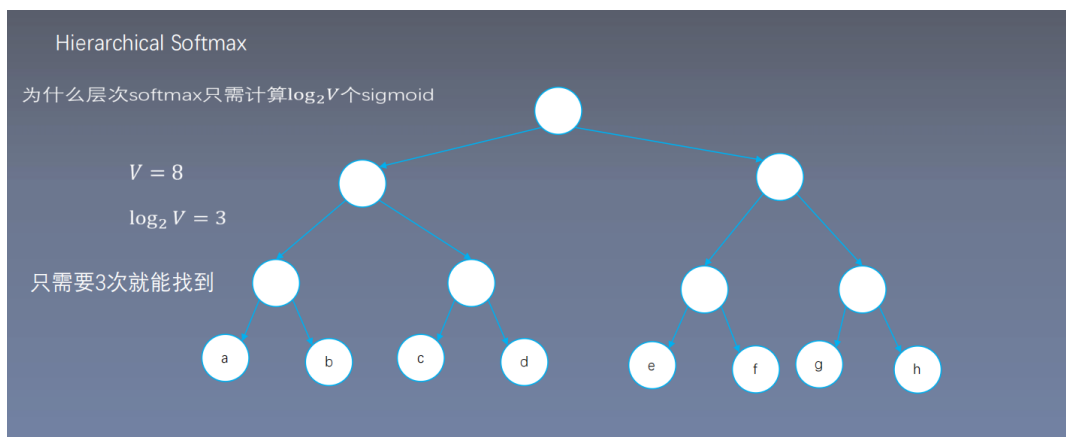 Hierarchical Softmax
为什么层次softmax只需计算log₂V个sigmoid
V = 8
log₂ V = 3
只需要3次就能找到
a
b
c
d
e
f
g
h